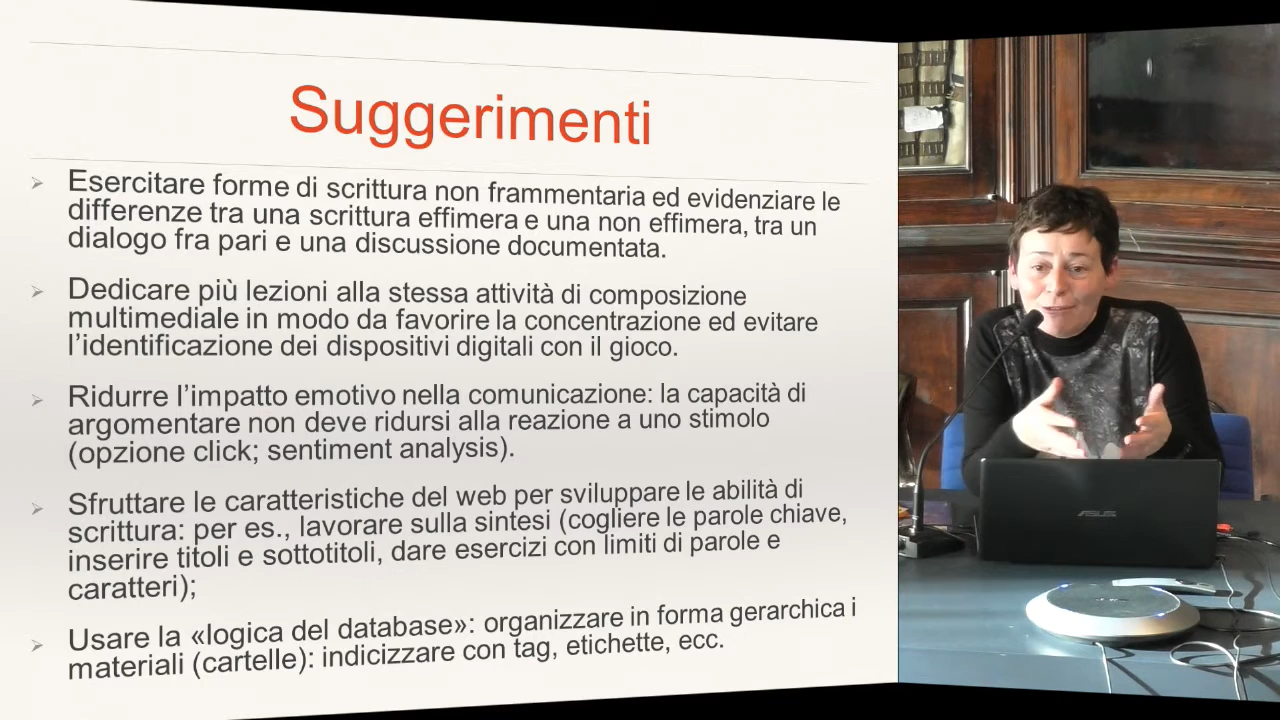 Suggerimenti
Esercitare forme di scrittura non frammentaria ed evidenziare le
differenze tra una scrittura effimera e una non effimera, tra un
dialogo fra pari e una discussione documentata.
Dedicare più lezioni alla stessa attività di composizione
multimediale in modo da favorire la concentrazione ed evitare
l’identificazione dei dispositivi digitali con il gioco.
Ridurre l’impatto emotivo nella comunicazione: la capacità di
argomentare non deve ridursi alla reazione a uno stimolo
(opzione click; sentiment analysis).
Sfruttare le caratteristiche del web per sviluppare le abilità di
scrittura: per es., lavorare sulla sintesi (cogliere le parole chiave,
inserire titoli e sottotitoli, dare esercizi con limiti di parole e
caratteri);
Usare la «logica del database»: organizzare in forma gerarchica i
materiali (cartelle): indicizzare con tag, etichette, ecc.
ASUS